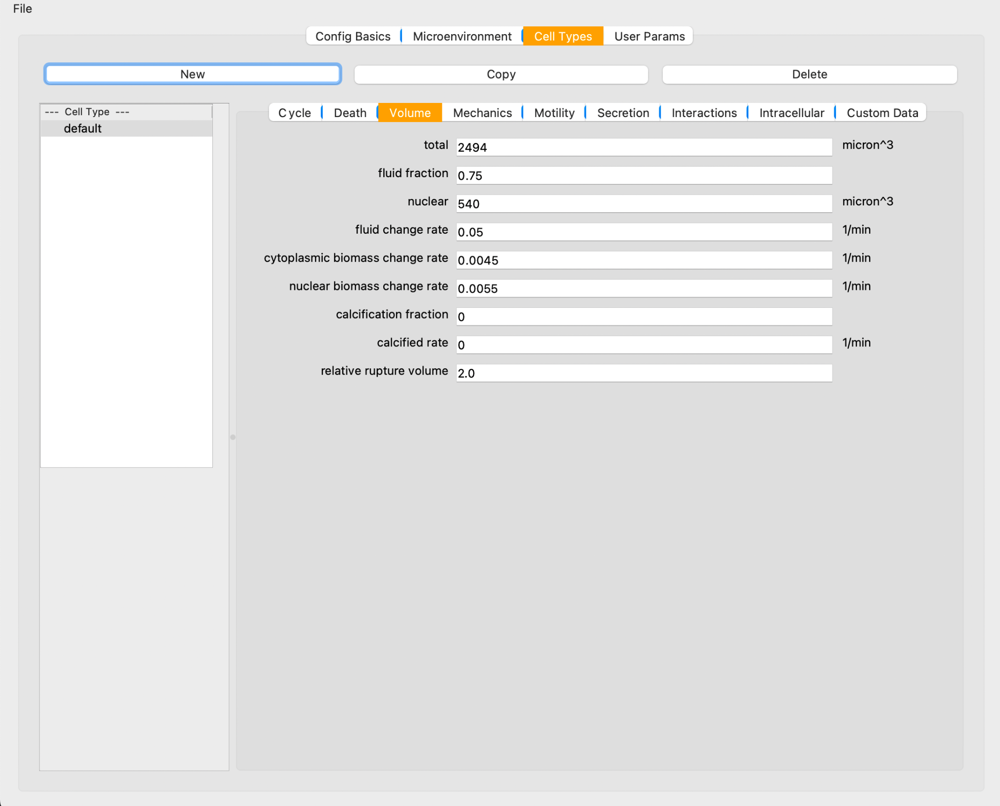 File
Config Basics Microenvironment Cell Types User Params
New Copy Delete
--- Cell Type ---
default
Cycle Death Volume Mechanics Motility Secretion Interactions Intracellular Custom Data
total 2494 micron^3
fluid fraction 0.75
nuclear 540 micron^3
fluid change rate 0.05 1/min
cytoplasmic biomass change rate 0.0045 1/min
nuclear biomass change rate 0.0055 1/min
calcification fraction 0
calcified rate 0 1/min
relative rupture volume 2.0